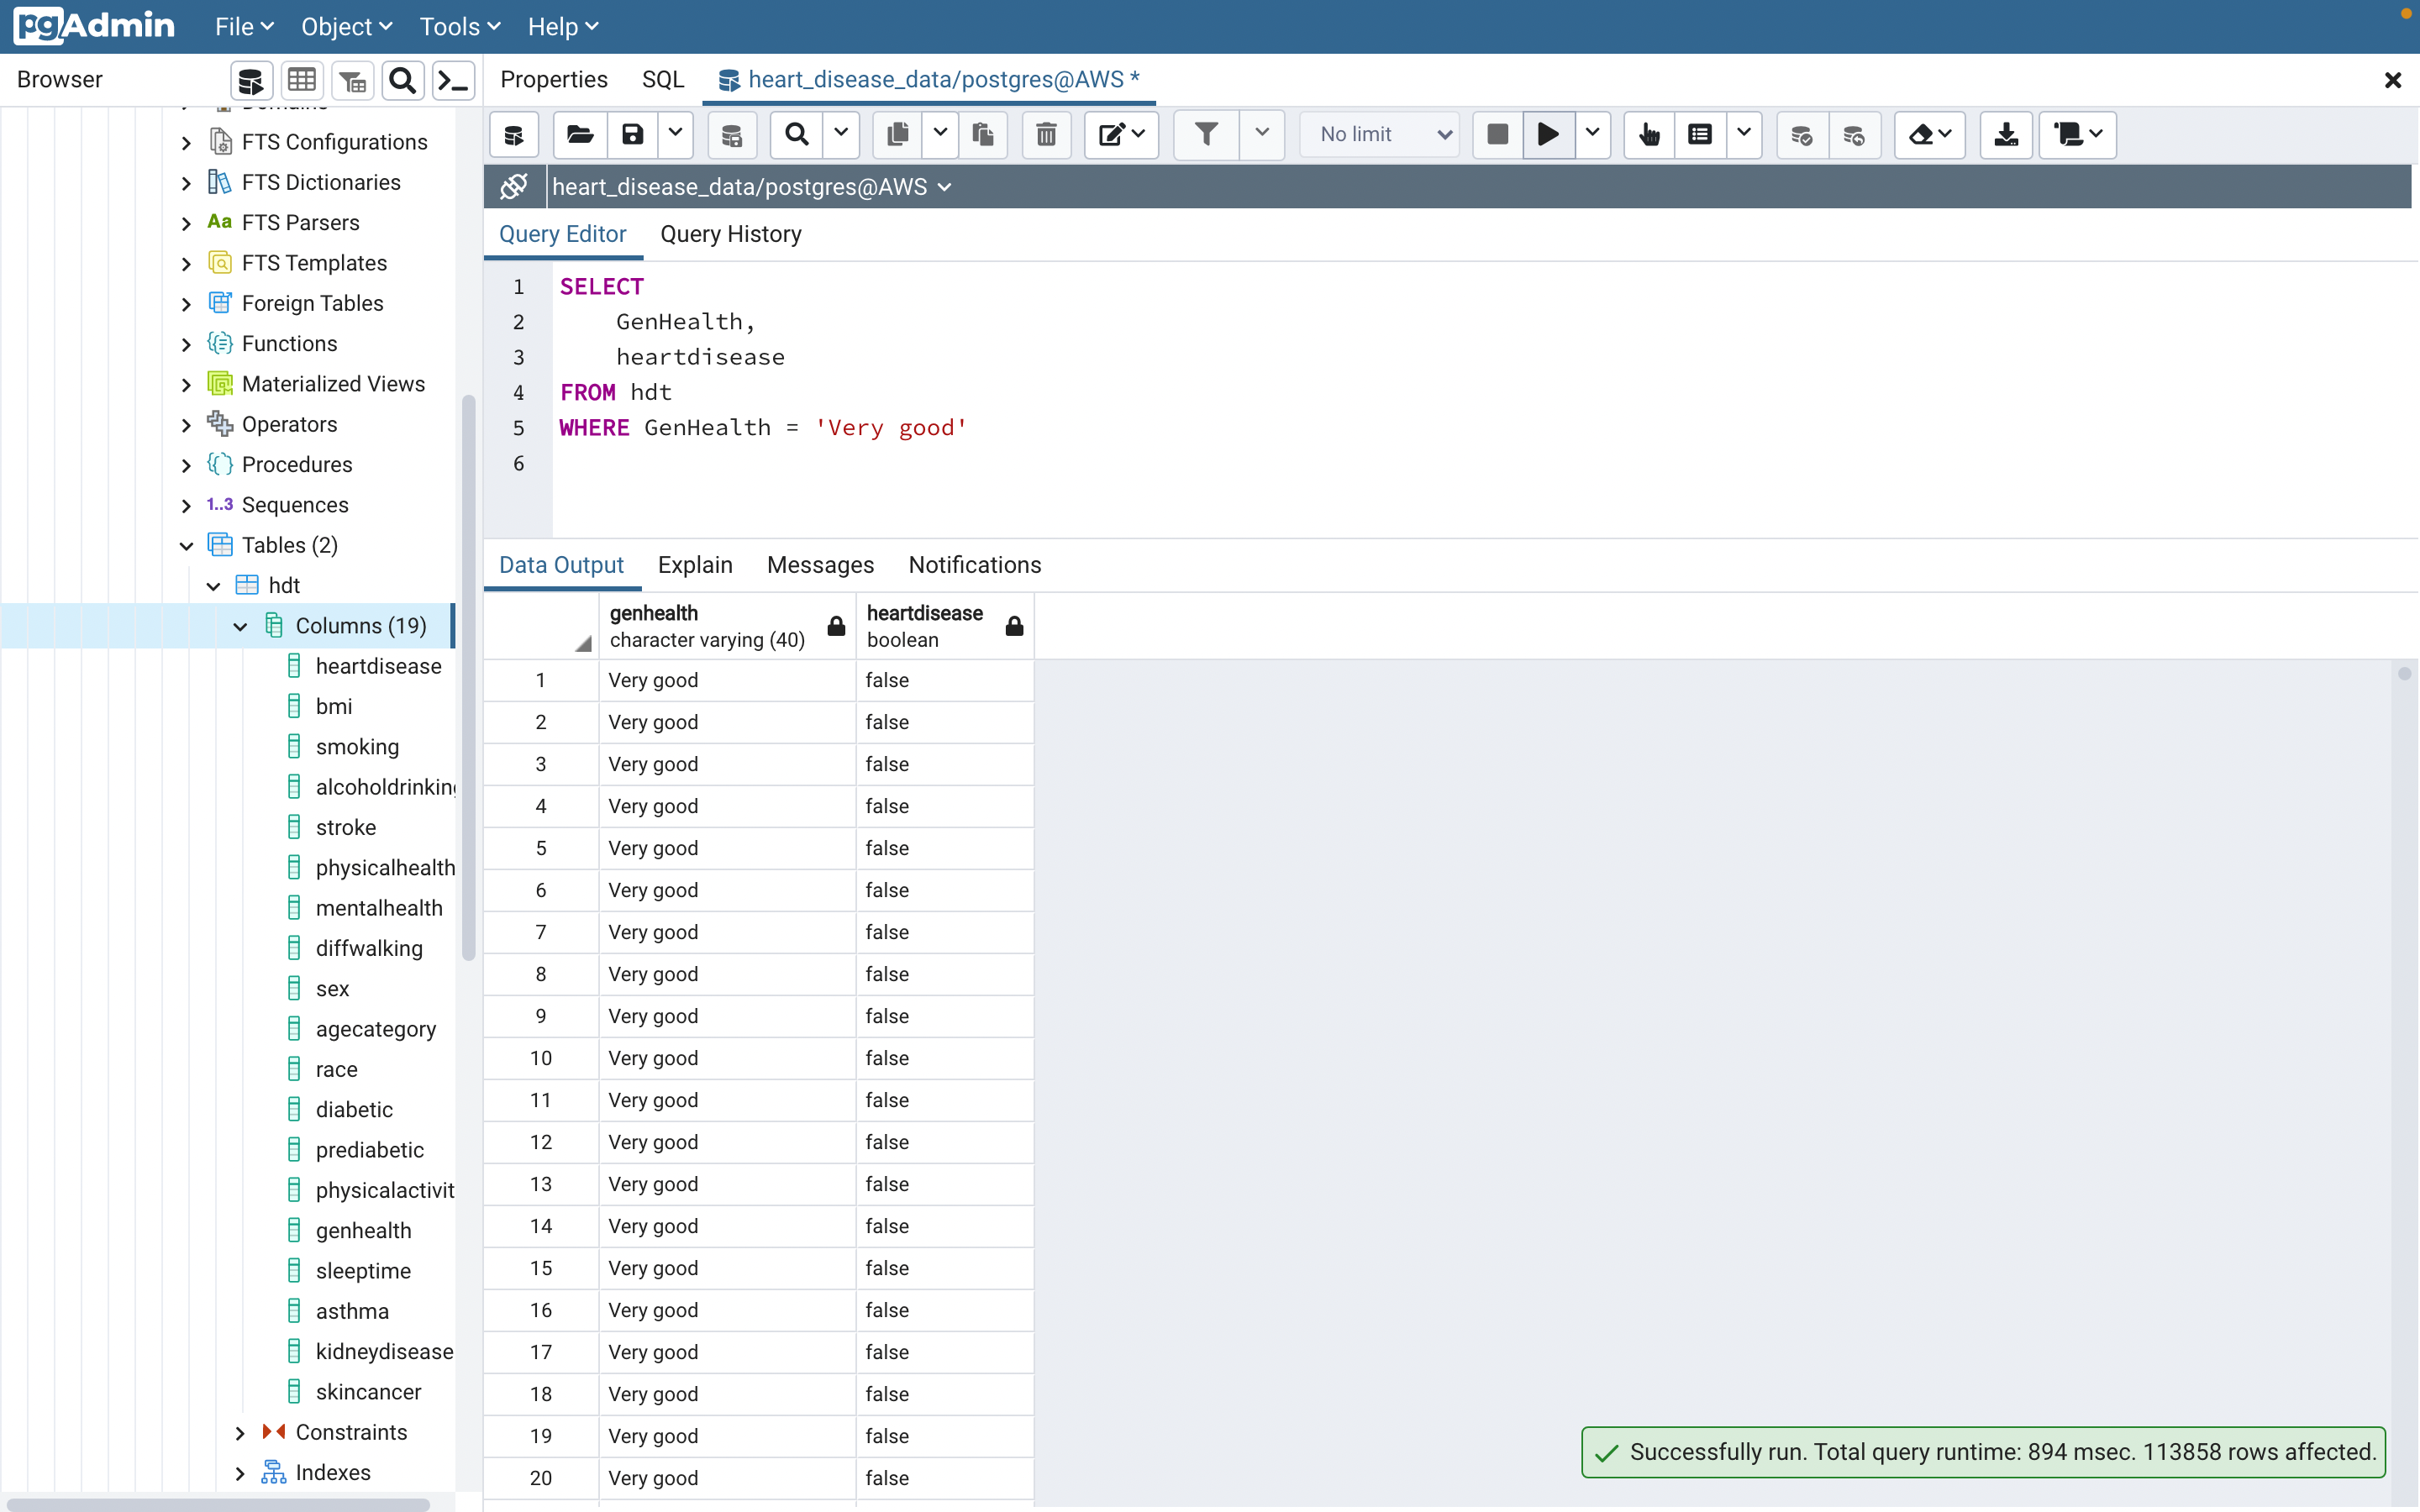 pgAdmin File Object Tools Help
Browser
Properties SQL heart_disease_data/postgres@AWS *
No limit
heart_disease_data/postgres@AWS
Query Editor Query History
Domains
FTS Configurations
FTS Dictionaries
Aa FTS Parsers
FTS Templates
Foreign Tables
Functions
Materialized Views
Operators
Procedures
1..3 Sequences
Tables (2)
hdt
Columns (19)
heartdisease
bmi
smoking
alcoholdrinking
stroke
physicalhealth
mentalhealth
diffwalking
sex
agecategory
race
diabetic
prediabetic
physicalactivit
genhealth
sleeptime
asthma
kidneydisease
skincancer
Constraints
Indexes
1 SELECT
2 GenHealth,
3 heartdisease
4 FROM hdt
5 WHERE GenHealth = 'Very good'
6
Data Output Explain Messages Notifications
genhealth heartdisease
character varying (40) boolean
1 Very good false
2 Very good false
3 Very good false
4 Very good false
5 Very good false
6 Very good false
7 Very good false
8 Very good false
9 Very good false
10 Very good false
11 Very good false
12 Very good false
13 Very good false
14 Very good false
15 Very good false
16 Very good false
17 Very good false
18 Very good false
19 Very good false
20 Very good false
Successfully run. Total query runtime: 894 msec. 113858 rows affected.